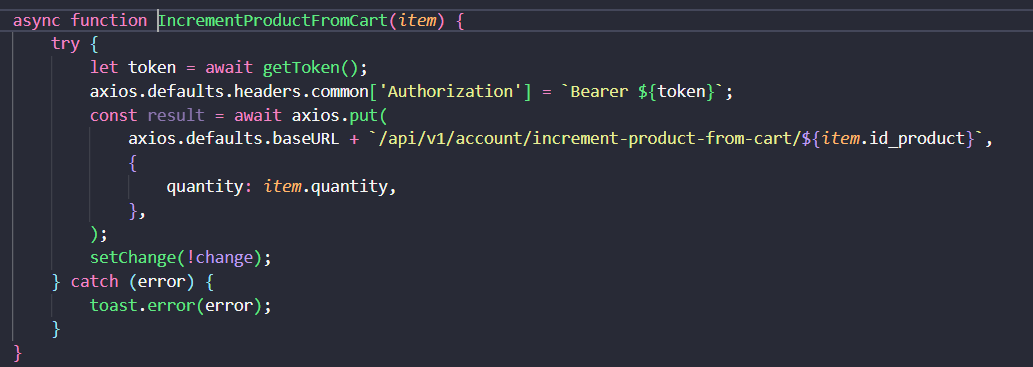 async function IncrementProductFromCart(item) {
try {
let token = await getToken();
axios.defaults.headers.common['Authorization'] = `Bearer ${token}`;
const result = await axios.put(
axios.defaults.baseURL + `/api/v1/account/increment-product-from-cart/${item.id_product}`,
{
quantity: item.quantity,
},
);
setChange(!change);
} catch (error) {
toast.error(error);
}
}